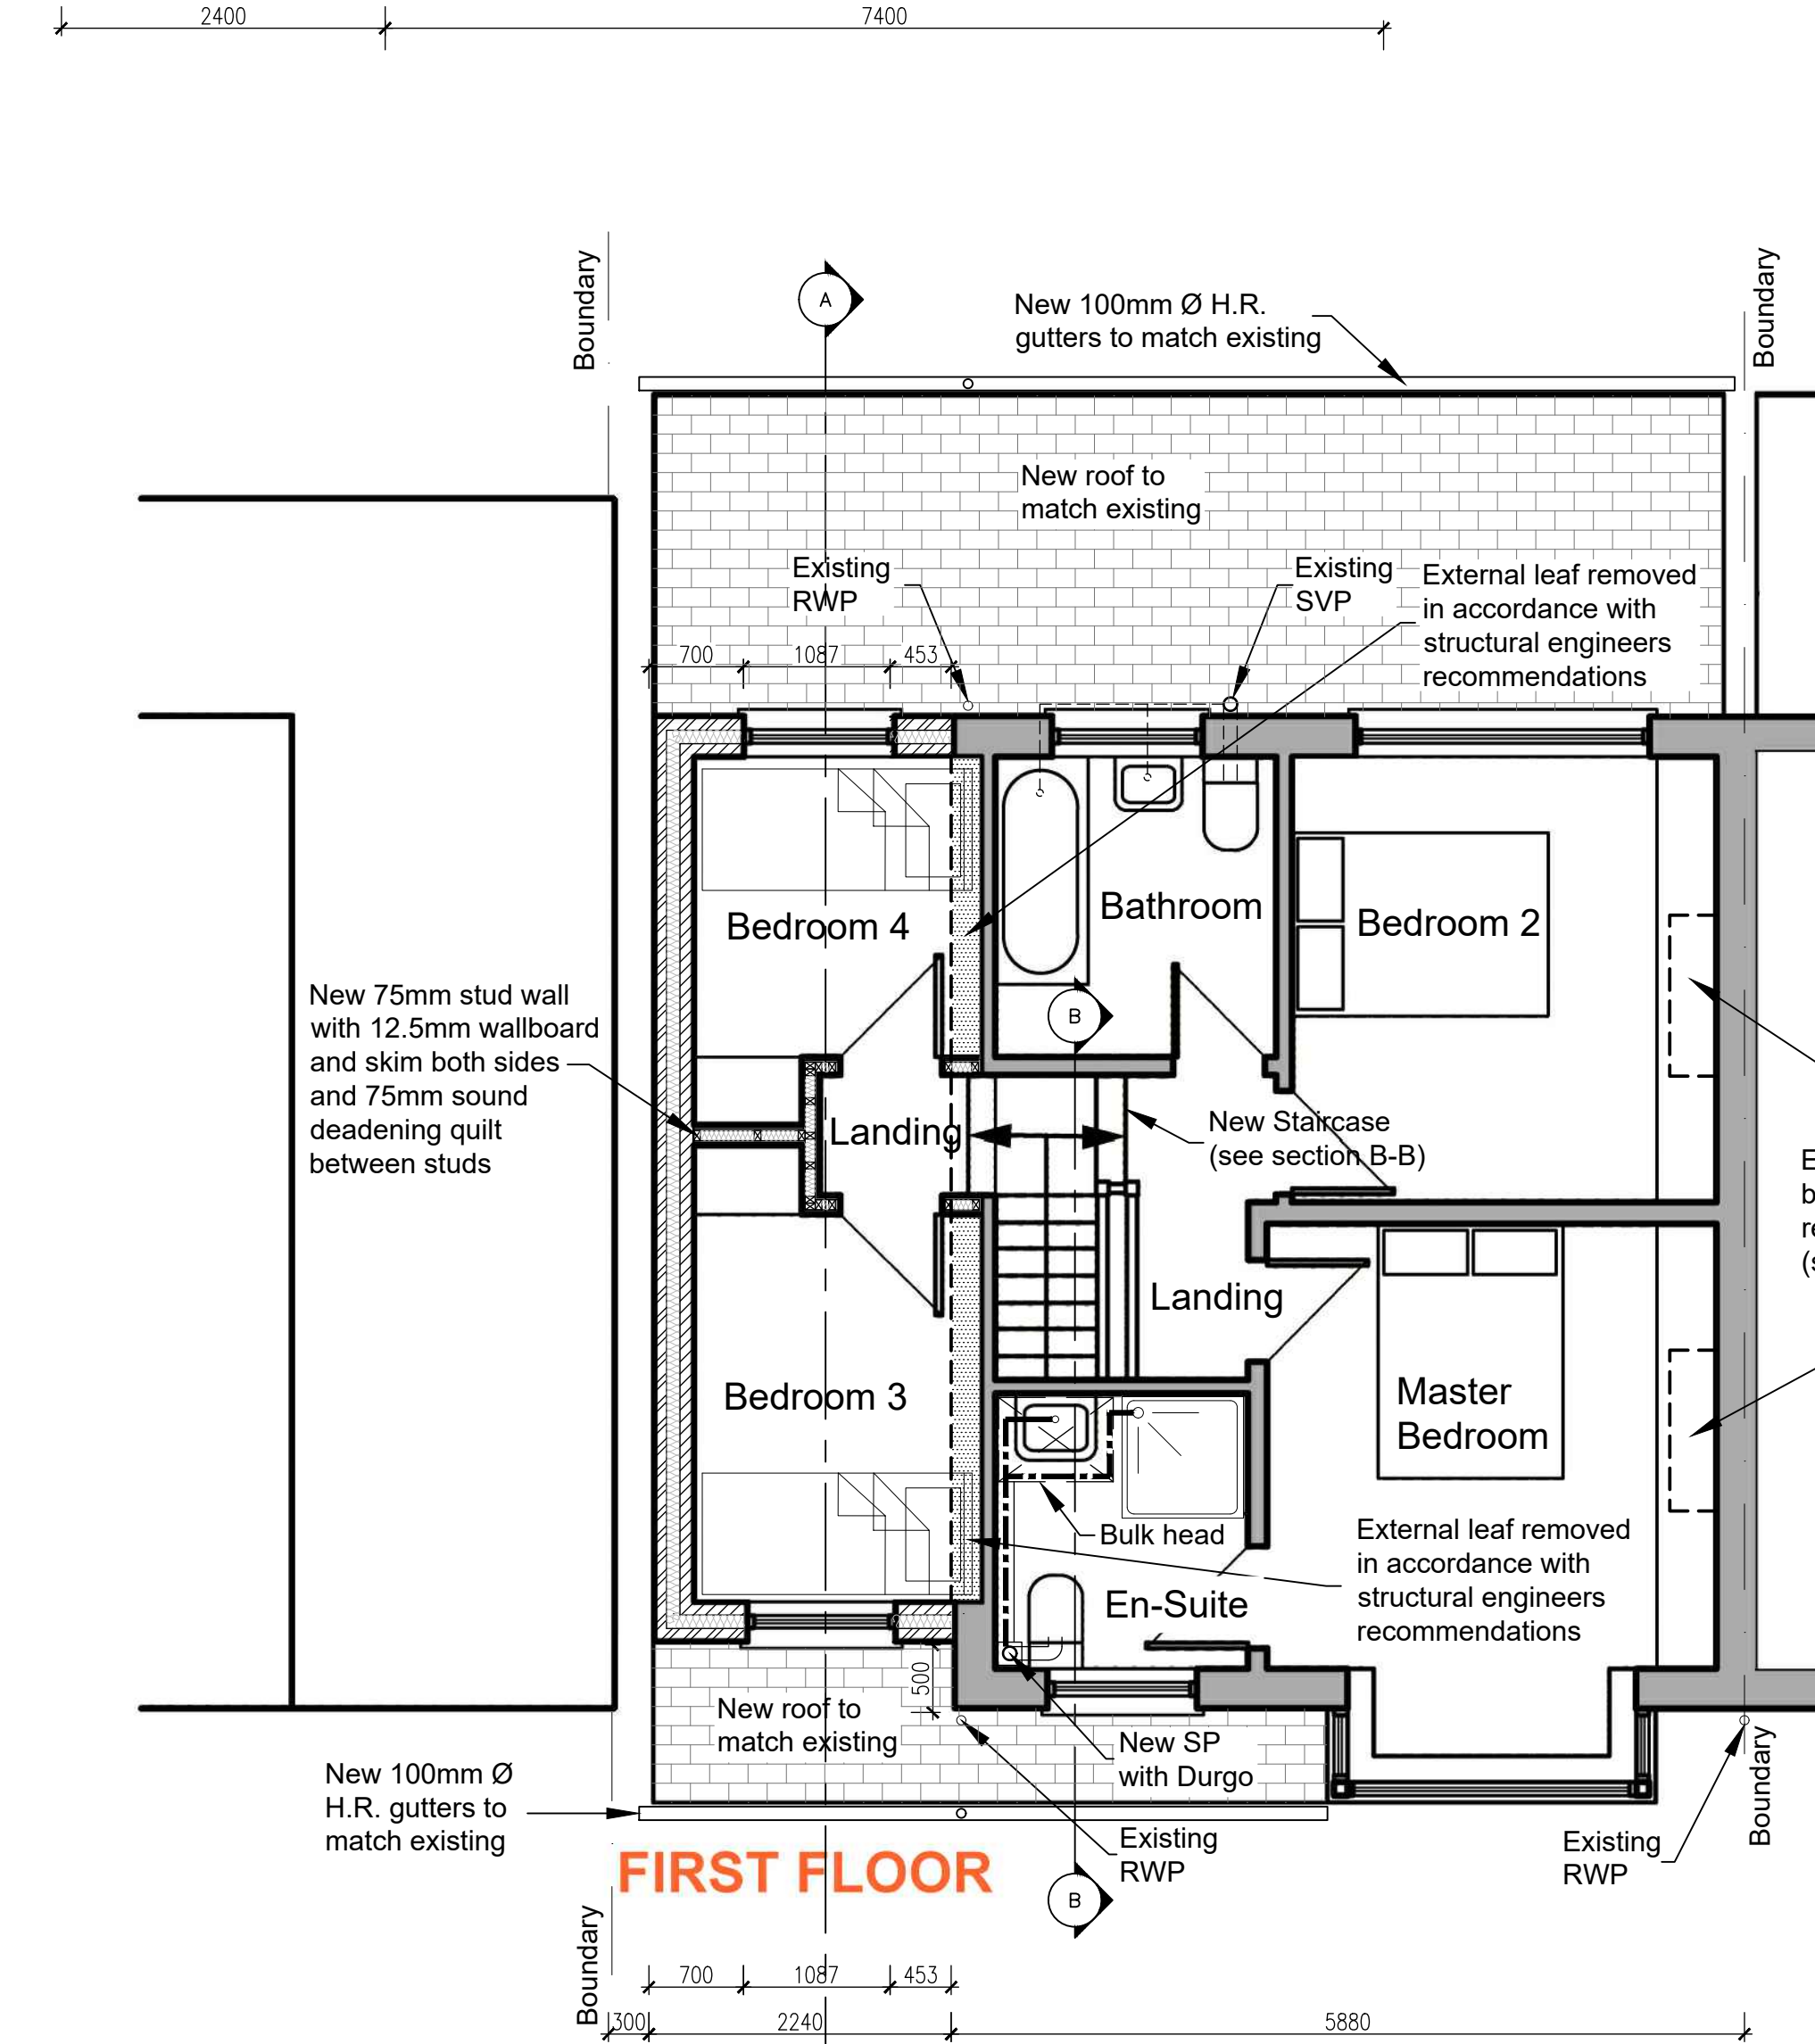 2400
7400
Boundary
Boundary
A
New 100mm Ø H.R.
gutters to match existing
New roof to
match existing
Existing
RWP
Existing
SVP
External leaf removed
in accordance with
structural engineers
recommendations
700
1087
453
Bedroom 4
Bathroom
Bedroom 2
New 75mm stud wall
with 12.5mm wallboard
and skim both sides
and 75mm sound
deadening quilt
between studs
B
Landing
New Staircase
(see section B-B)
Landing
Bedroom 3
Master
Bedroom
Bulk head
En-Suite
External leaf removed
in accordance with
structural engineers
recommendations
500
New roof to
match existing
New SP
with Durgo
New 100mm Ø
H.R. gutters to
match existing
Existing
RWP
Existing
RWP
Boundary
FIRST FLOOR
B
Boundary
700
1087
453
300
2240
5880